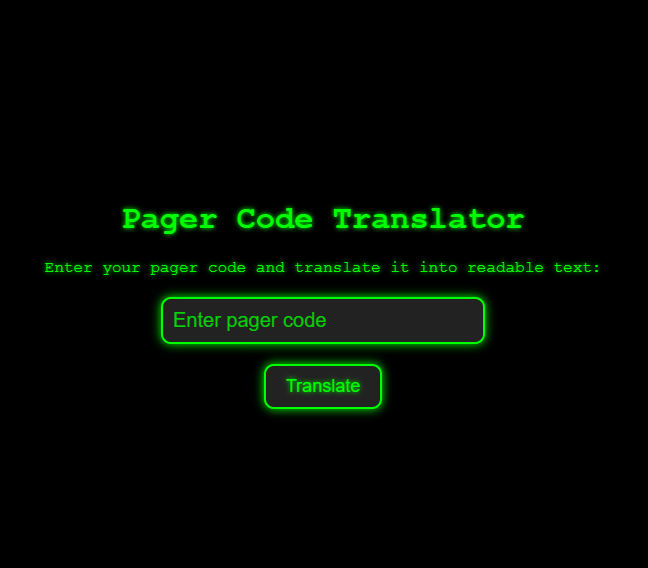 Pager Code Translator
Enter your pager code and translate it into readable text:
Enter pager code
Translate